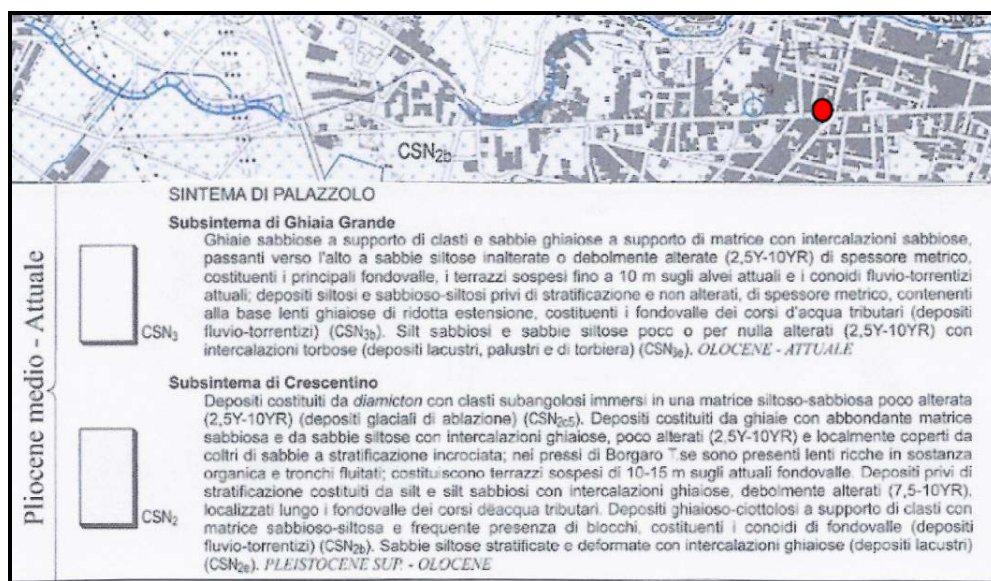 CSN2b
SINTEMA DI PALAZZOLO
Subsintema di Ghiaia Grande
Ghiaie sabbiose a supporto di clasti e sabbie ghiaiose a supporto di matrice con intercalazioni sabbiose,
passanti verso l'alto a sabbie siltose inalterate o debolmente alterate (2,5Y-10YR) di spessore metrico,
costituenti i principali fondovalle, i terrazzi sospesi fino a 10 m sugli alvei attuali e i conoidi fluvio-torrentizi
attuali; depositi siltosi e sabbioso-siltosi privi di stratificazione e non alterati, di spessore metrico, contenenti
alla base lenti ghiaiose di ridotta estensione, costituenti i fondovalle dei corsi d'acqua tributari (depositi
fluvio-torrentizi) (CSN3b). Silt sabbiosi e sabbie siltose poco o per nulla alterati (2,5Y-10YR) con
intercalazioni torbose (depositi lacustri, palustri e di torbiera) (CSN3e). OLOCENE - ATTUALE
CSN3
Subsintema di Crescentino
Depositi costituiti da diamicton con clasti subangolosi immersi in una matrice siltoso-sabbiosa poco alterata
(2,5Y-10YR) (depositi glaciali di ablazione) (CSN2c5). Depositi costituiti da ghiaie con abbondante matrice
sabbiosa e da sabbie siltose con intercalazioni ghiaiose, poco alterati (2,5Y-10YR) e localmente coperti da
coltri di sabbie a stratificazione incrociata; nei pressi di Borgaro T.se sono presenti lenti ricche in sostanza
organica e tronchi fluitati; costituiscono terrazzi sospesi di 10-15 m sugli attuali fondovalle. Depositi privi di
stratificazione costituiti da silt e silt sabbiosi con intercalazioni ghiaiose, debolmente alterati (7,5-10YR),
localizzati lungo i fondovalle dei corsi dèacqua tributari. Depositi ghiaioso-ciottolosi a supporto di clasti con
matrice sabbioso-siltosa e frequente presenza di blocchi, costituenti i conoidi di fondovalle (depositi
fluvio-torrentizi) (CSN2b). Sabbie siltose stratificate e deformate con intercalazioni ghiaiose (depositi lacustri)
(CSN2e). PLEISTOCENE SUP. - OLOCENE
CSN2
Pliocene medio - Attuale